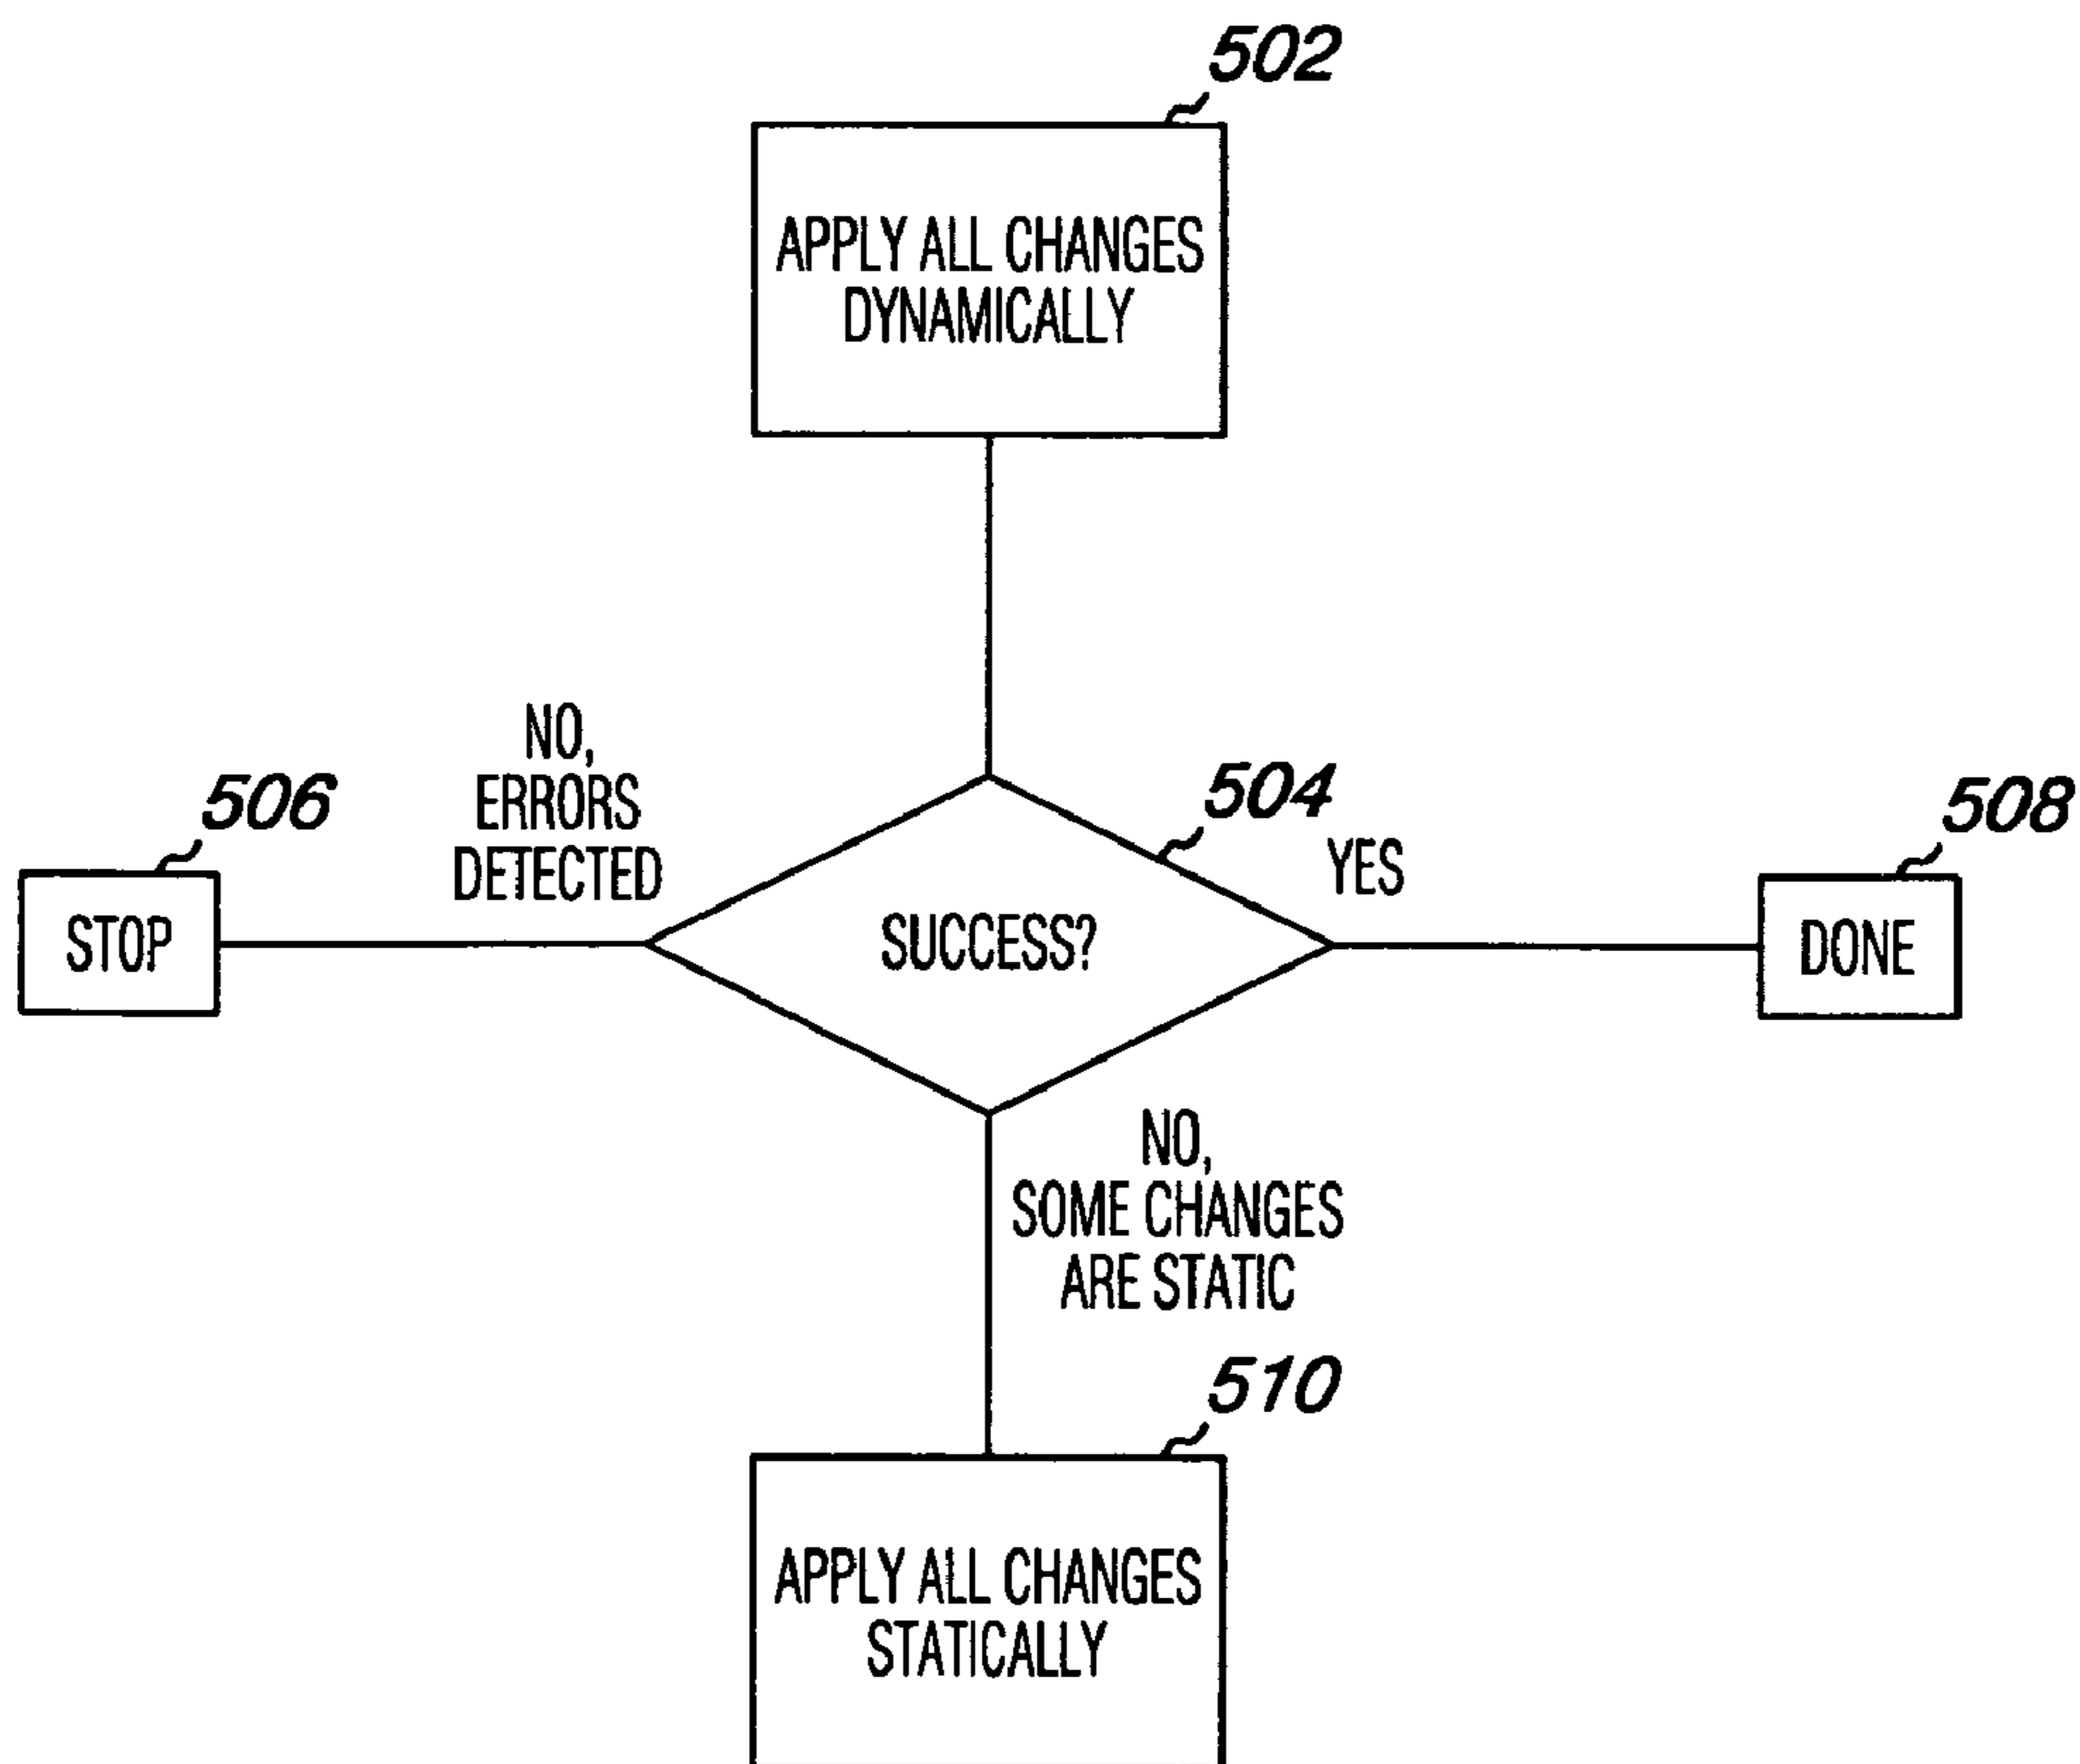 502
APPLY ALL CHANGES
DYNAMICALLY
NO,
ERRORS
DETECTED
506
STOP
504
SUCCESS?
YES
508
DONE
NO,
SOME CHANGES
ARE STATIC
510
APPLY ALL CHANGES
STATICALLY